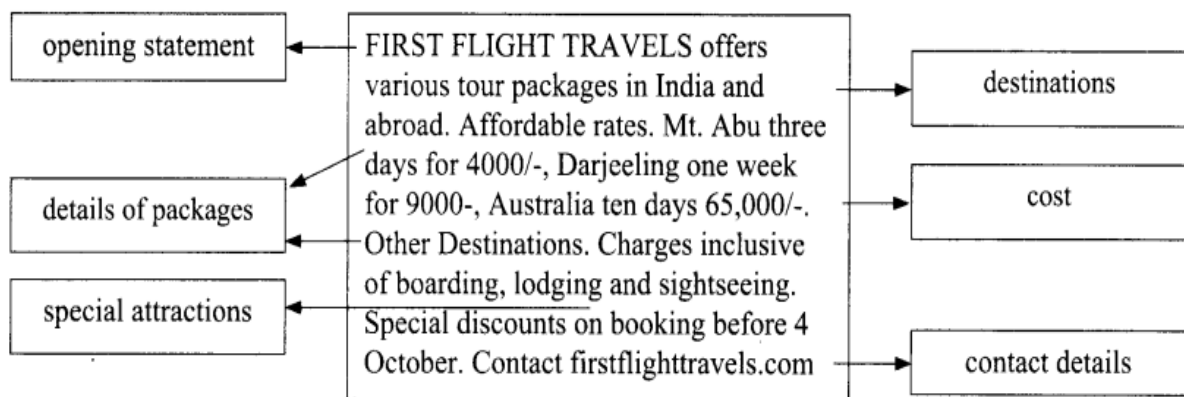 opening statement
details of packages
special attractions
FIRST FLIGHT TRAVELS offers
various tour packages in India and
abroad. Affordable rates. Mt. Abu three
days for 4000/-, Darjeeling one week
for 9000-, Australia ten days 65,000/-.
Other Destinations. Charges inclusive
of boarding, lodging and sightseeing.
Special discounts on booking before 4
October. Contact firstflighttravels.com
destinations
cost
contact details